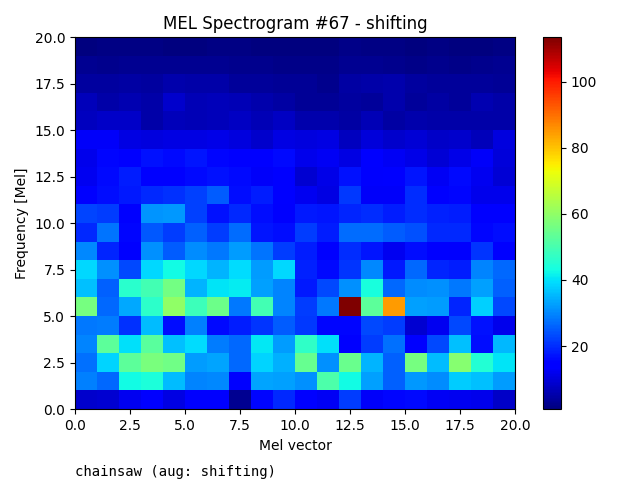 MEL Spectrogram #67 - shifting
20.0
17.5
15.0
12.5
10.0
7.5
5.0
2.5
0.0
Frequency [Mel]
0.0 2.5 5.0 7.5 10.0 12.5 15.0 17.5 20.0
Mel vector
100
80
60
40
20
chainsaw (aug: shifting)